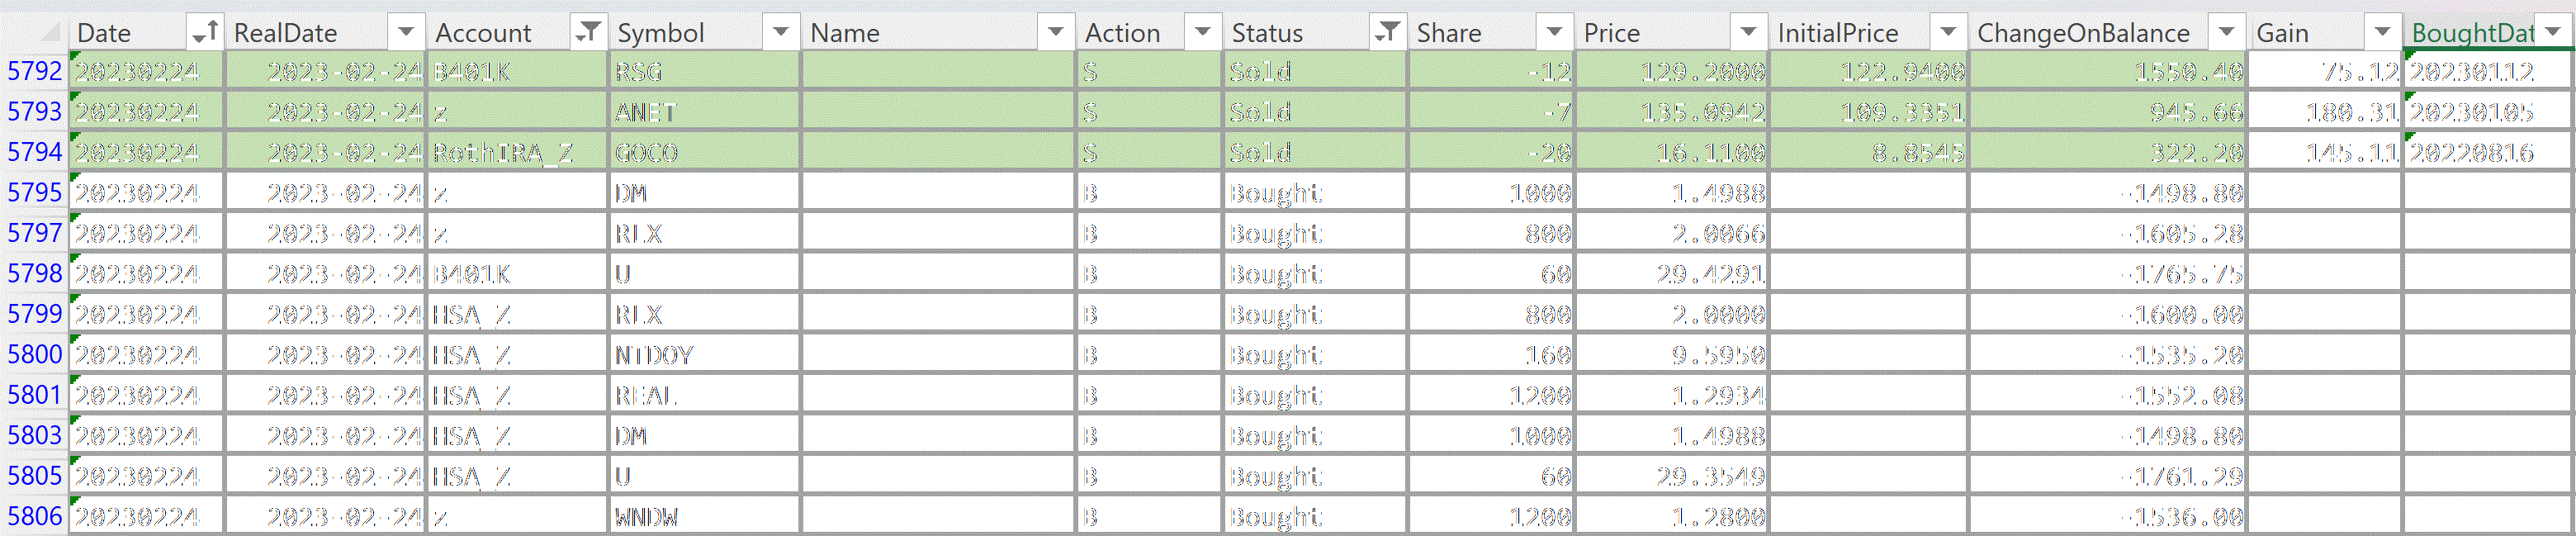 Date RealDate Account Symbol Name Action Status Share Price InitialPrice ChangeOnBalance Gain BoughtDat
5792 20230224 2023-02-24 B401K RSG S Sold -12 129.2000 122.9400 1550.40 75.12 20230112
5793 20230224 2023-02-24 z ANET S Sold -7 135.0942 109.3351 945.66 180.31 20230105
5794 20230224 2023-02-24 RothIRA_Z GOCO S Sold -20 16.1100 8.8545 322.20 145.11 20220816
5795 20230224 2023-02-24 z DM B Bought 1000 1.4988 -1498.80
5797 20230224 2023-02-24 z RLX B Bought 800 2.0066 -1605.28
5798 20230224 2023-02-24 B401K U B Bought 60 29.4291 -1765.75
5799 20230224 2023-02-24 HSA_Z RLX B Bought 800 2.0000 -1600.00
5800 20230224 2023-02-24 HSA_Z NTDOY B Bought 160 9.5950 -1535.20
5801 20230224 2023-02-24 HSA_Z REAL B Bought 1200 1.2934 -1552.08
5803 20230224 2023-02-24 HSA_Z DM B Bought 1000 1.4988 -1498.80
5805 20230224 2023-02-24 HSA_Z U B Bought 60 29.3549 -1761.29
5806 20230224 2023-02-24 z WNDW B Bought 1200 1.2800 -1536.00